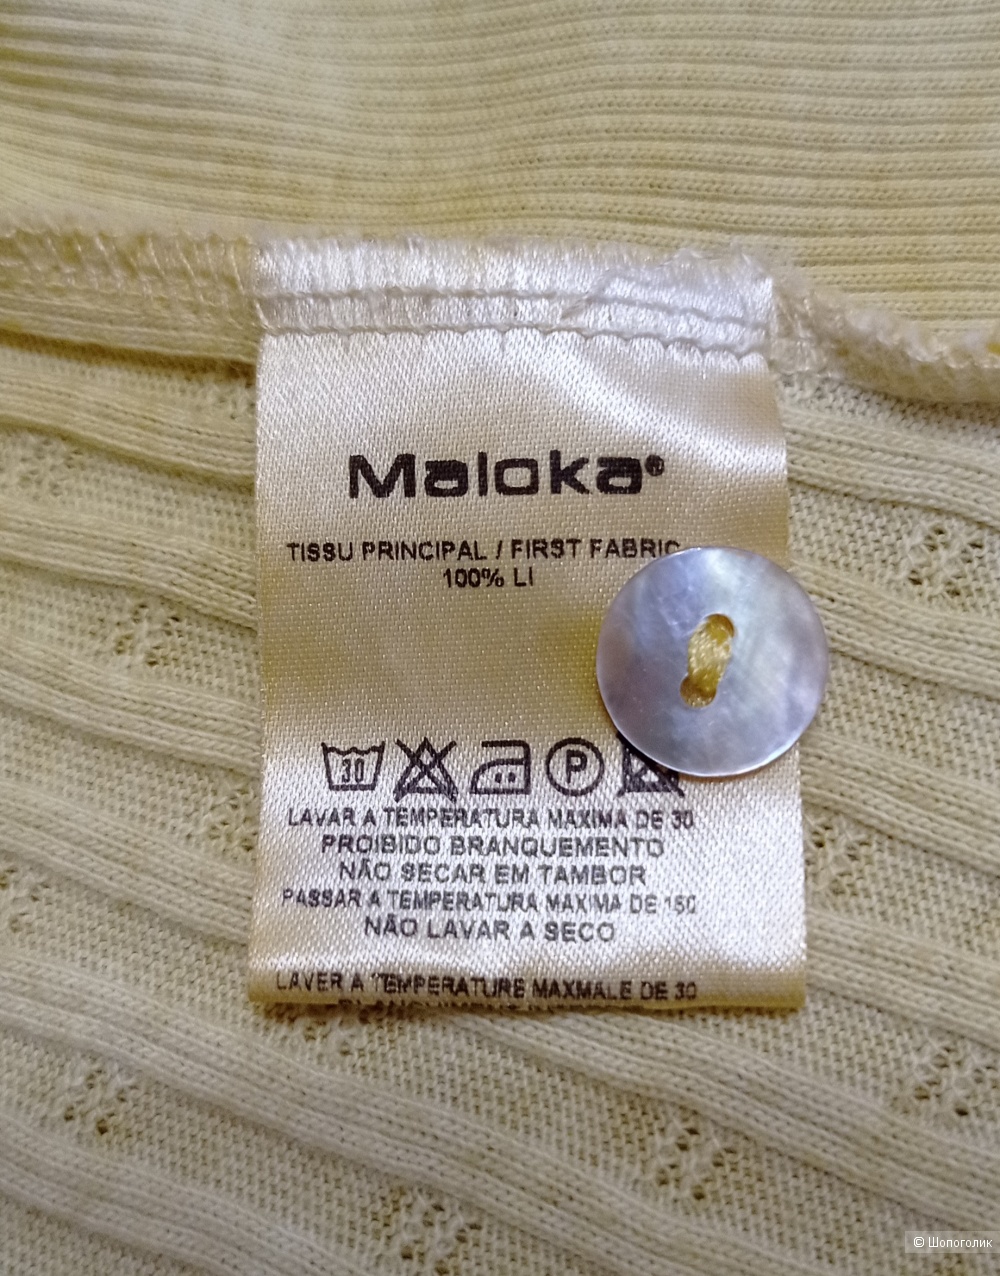 Maloka®
TISSU PRINCIPAL / FIRST FABRIC
100% LI
30 P
LAVAR A TEMPERATURA MAXIMA DE 30
PROIBIDO BRANQUEMENTO
NÃO SECAR EM TAMBOR
PASSAR A TEMPERATURA MAXIMA DE 150
NÃO LAVAR A SECO
LAVER A TEMPERATURE MAXMALE DE 30
© Шопоголик